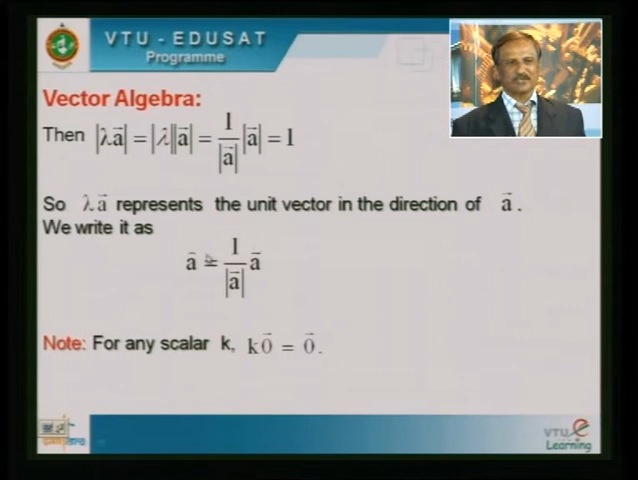 VTU - EDUSAT
Programme
Vector Algebra:
Then |λa⃗| = |λ||a⃗| = 1/|a⃗| |a⃗| = 1
So λa⃗ represents the unit vector in the direction of a⃗.
We write it as
â = 1/|a⃗| a⃗
Note: For any scalar k, k0⃗ = 0⃗.
VTU e
Learning